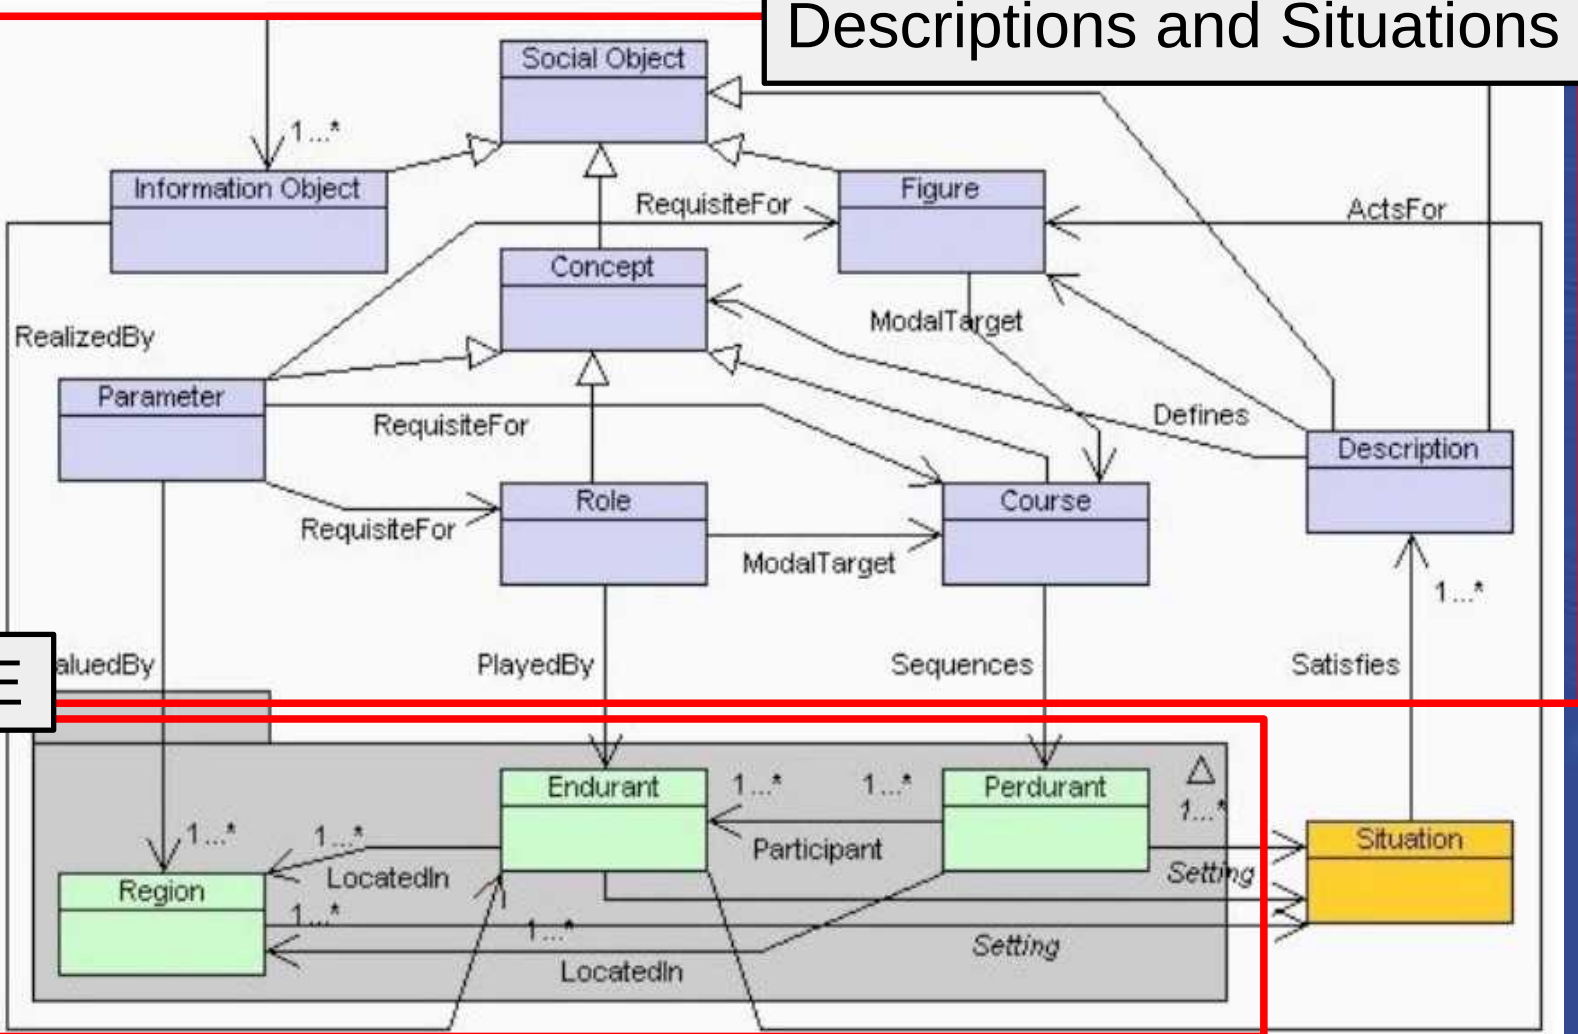 Descriptions and Situations
Social Object
1...*
Information Object
RequisiteFor
Figure
ActsFor
Concept
RealizedBy
ModalTarget
Parameter
RequisiteFor
Defines
Description
Role
Course
RequisiteFor
ModalTarget
1...*
E
aluedBy
PlayedBy
Sequences
Satisfies
Endurant
1...*
1...*
Perdurant
1...*
1...*
1...*
Participant
Situation
LocatedIn
Setting
Region
1...*
1...*
Setting
LocatedIn